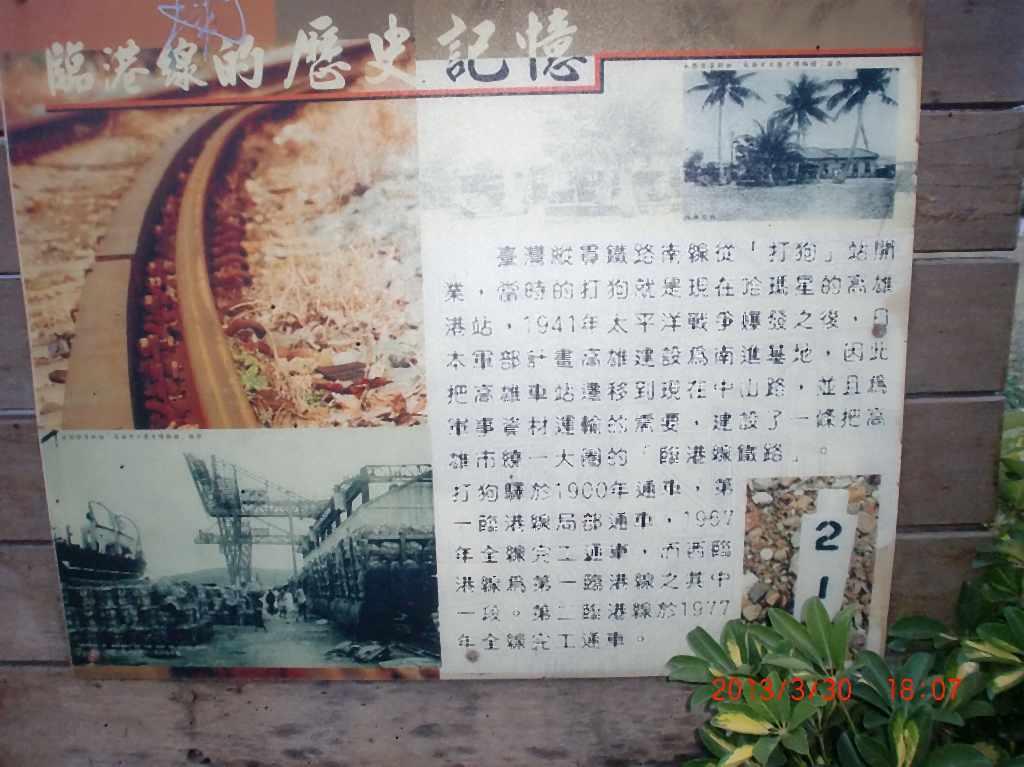 臨港線的歷史記憶
臺灣縱貫鐵路南線從「打狗」站開
業，當時的打狗就是現在哈瑪星的高雄
港站，1941年太平洋戰爭爆發之後，日
本軍部計畫高雄建設為南進基地，因此
把高雄車站遷移到現在中山路，並且為
軍事資材運輸的需要，建設了一條把高
雄市繞一大圈的「臨港線鐵路」。
打狗驛於1900年通車，第
一臨港線局部通車，1967
年全線完工通車，而西臨
港線為第一臨港線之其中
一段。第二臨港線於1977
年全線完工通車。
2
1
2013/3/30 18:07